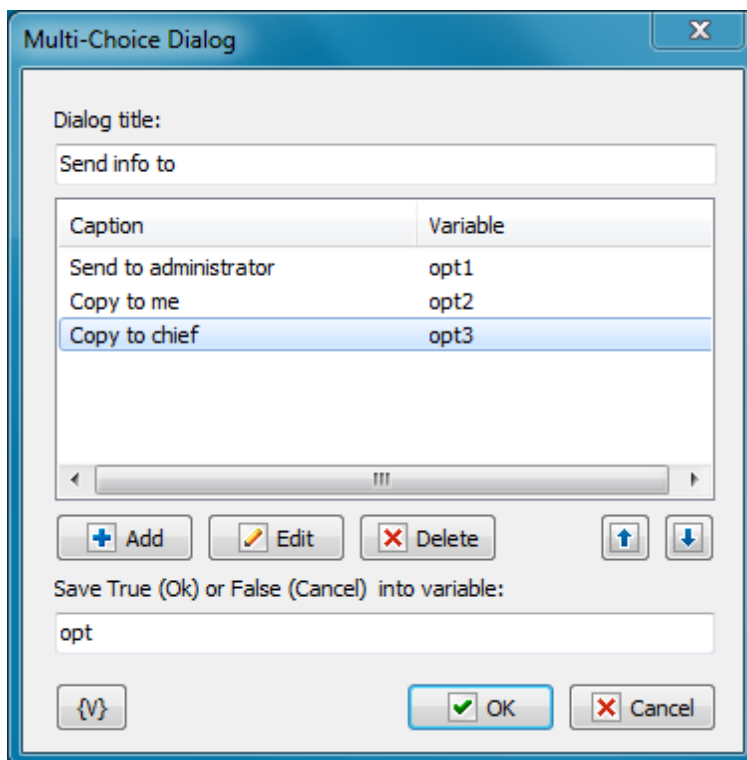 Multi-Choice Dialog
Dialog title:
Send info to
Caption Variable
Send to administrator opt1
Copy to me opt2
Copy to chief opt3
Add Edit Delete
Save True (Ok) or False (Cancel) into variable:
opt
{V} OK Cancel